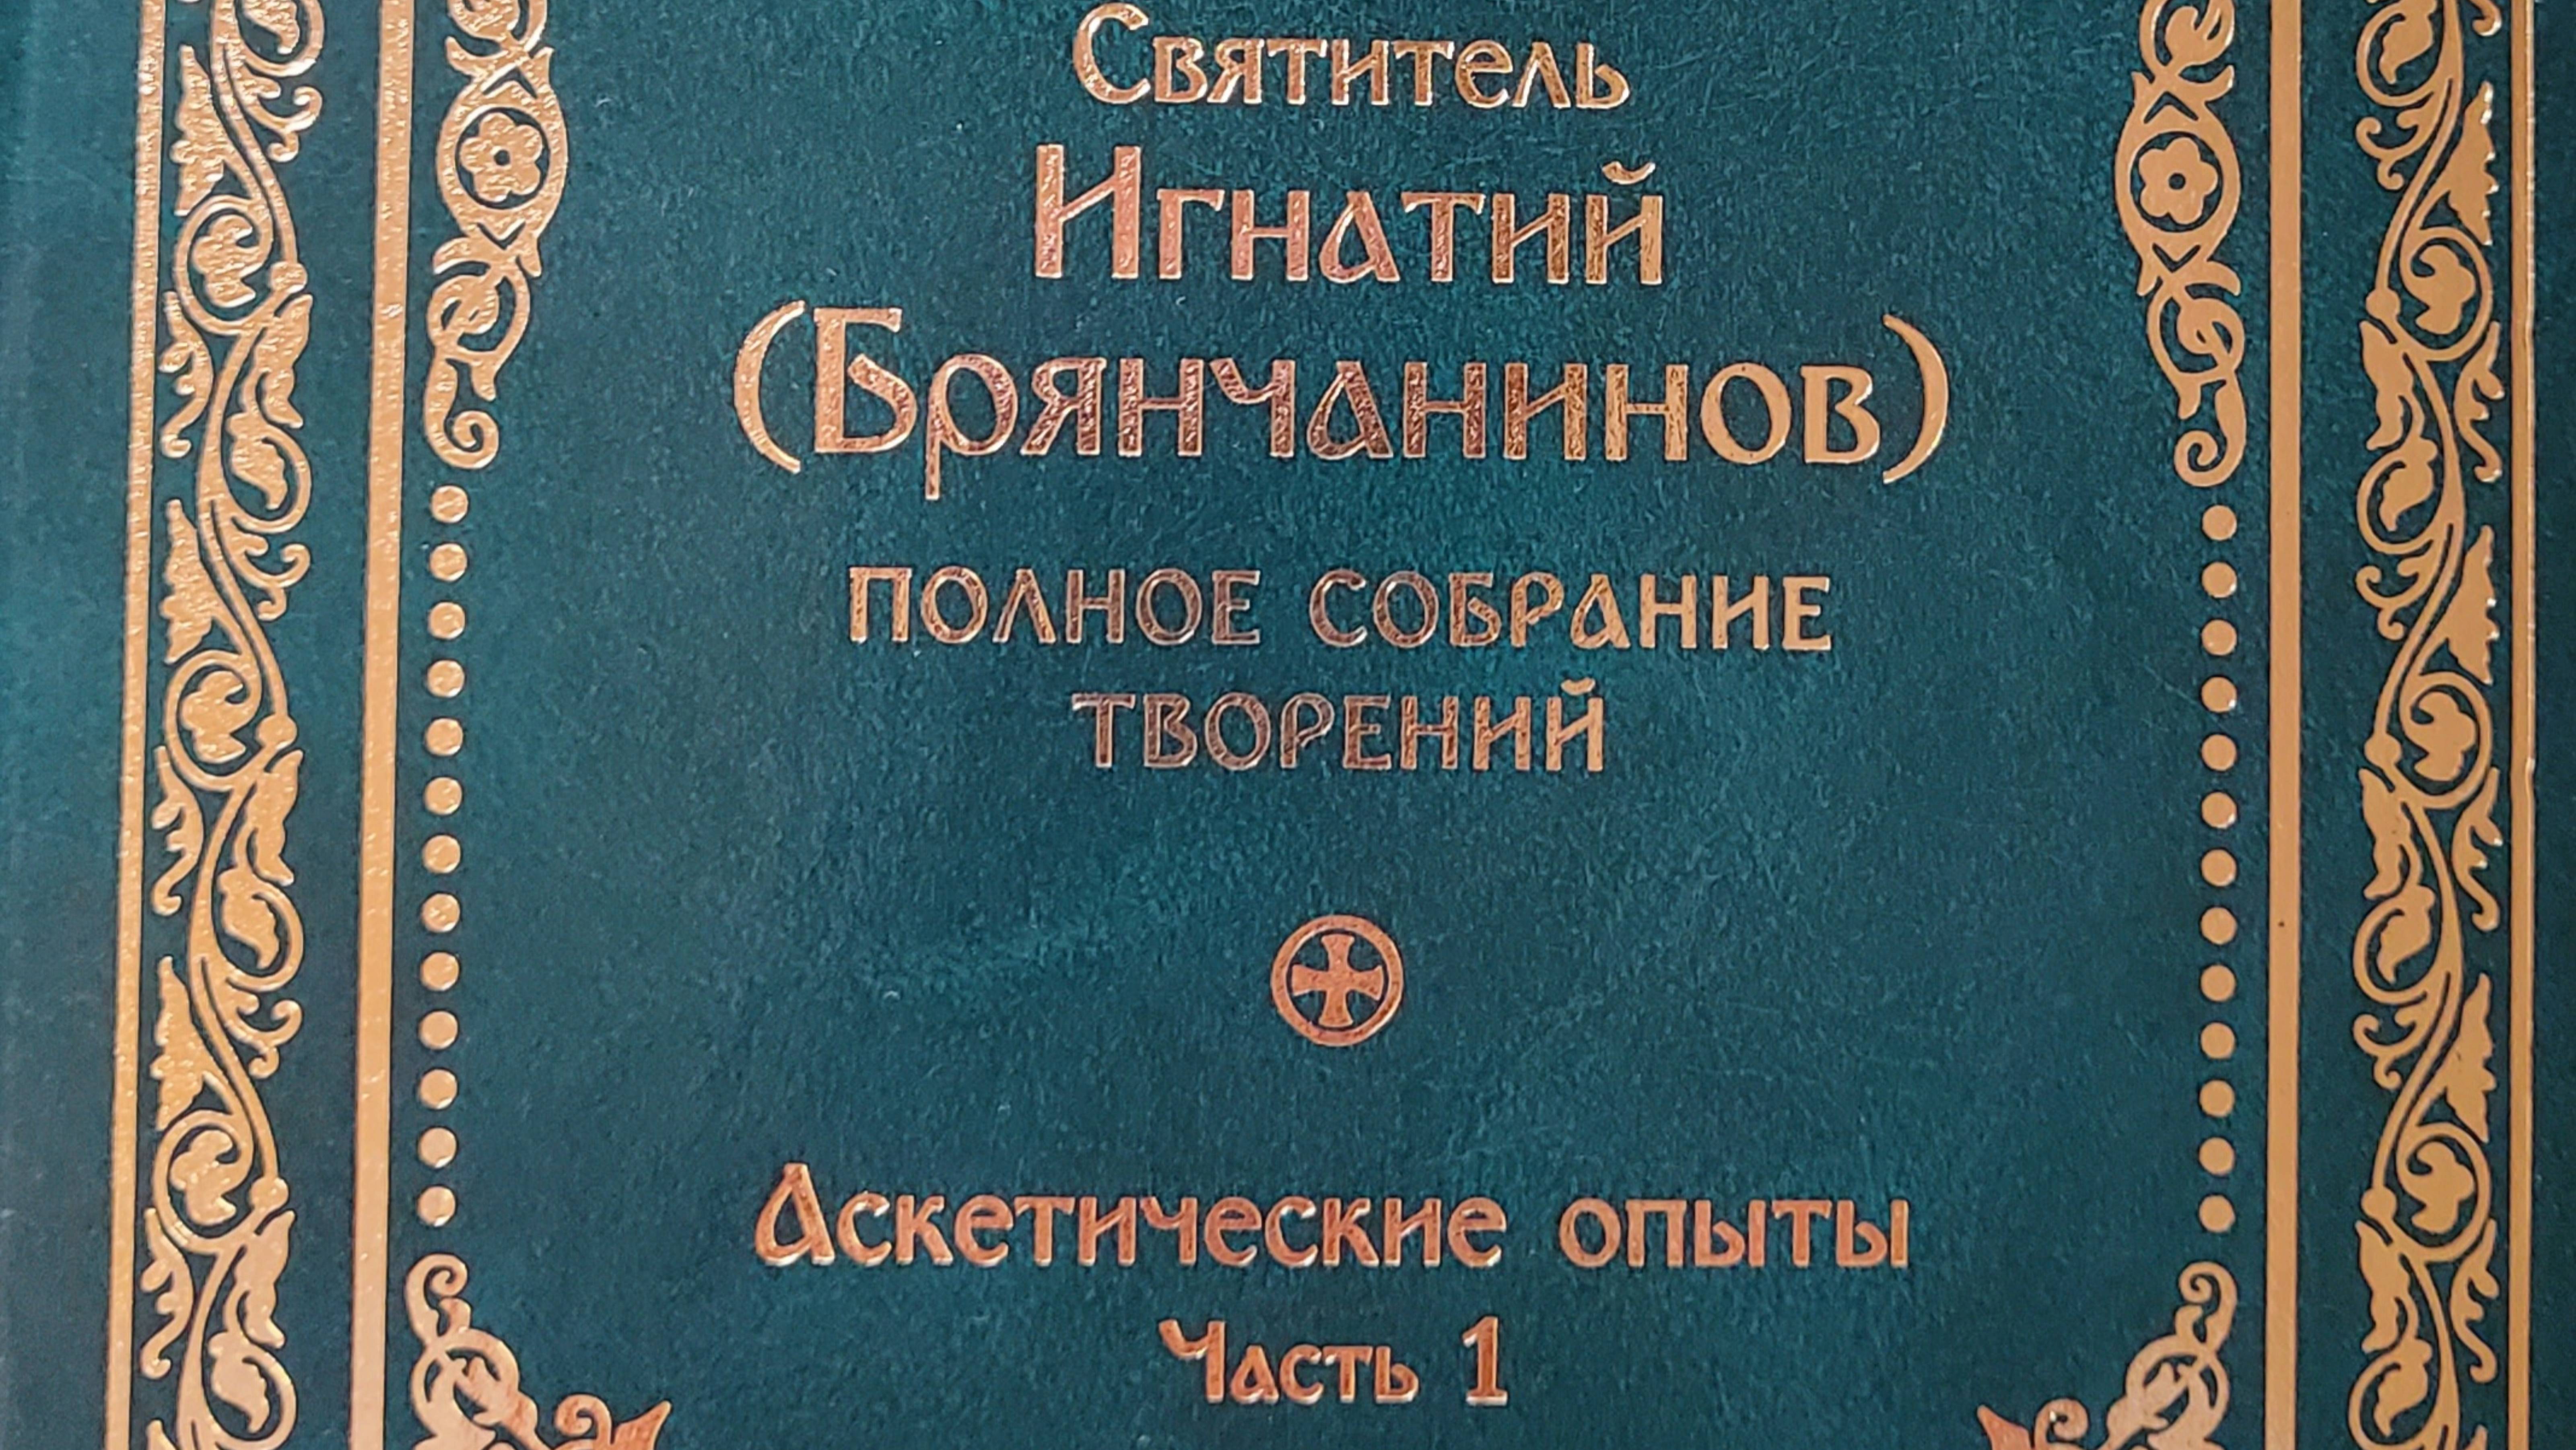 Святитель
Игнатий
(Брянчанинов)
ПОЛНОЕ СОБРАНИЕ
ТВОРЕНИЙ
Аскетические опыты
Часть 1